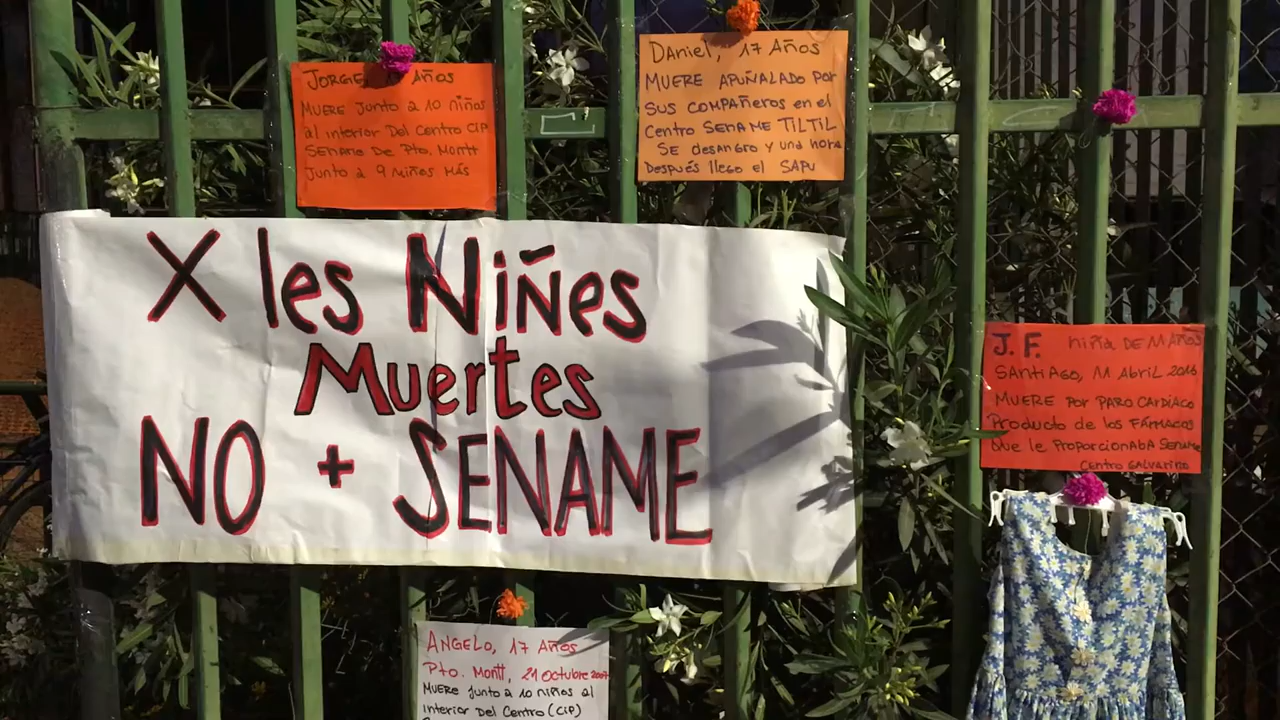 JORGE AÑOS
MUERE JUNTO A 10 NIÑOS
AL INTERIOR DEL CENTRO CIP
SENAME DE PTO. MONTT
JUNTO A 9 NIÑOS MÁS
DANIEL, 17 AÑOS
MUERE APUÑALADO POR
SUS COMPAÑEROS EN EL
CENTRO SENAME TILTIL
SE DESANGRO Y UNA HORA
DESPUÉS LLEGO EL SAPU
X les Niñes
Muertes
NO + SENAME
J. F. NIÑA DE AÑOS
SANTIAGO, 11 ABRIL 2016
MUERE POR PARO CARDÍACO
PRODUCTO DE LOS FÁRMACOS
QUE LE PROPORCIONABA SENAME
CENTRO GALVARINO
ANGELO, 17 AÑOS
PTO. MONTT, 21 OCTUBRE 2007
MUERE JUNTO A 10 NIÑOS AL
INTERIOR DEL CENTRO (CIP)